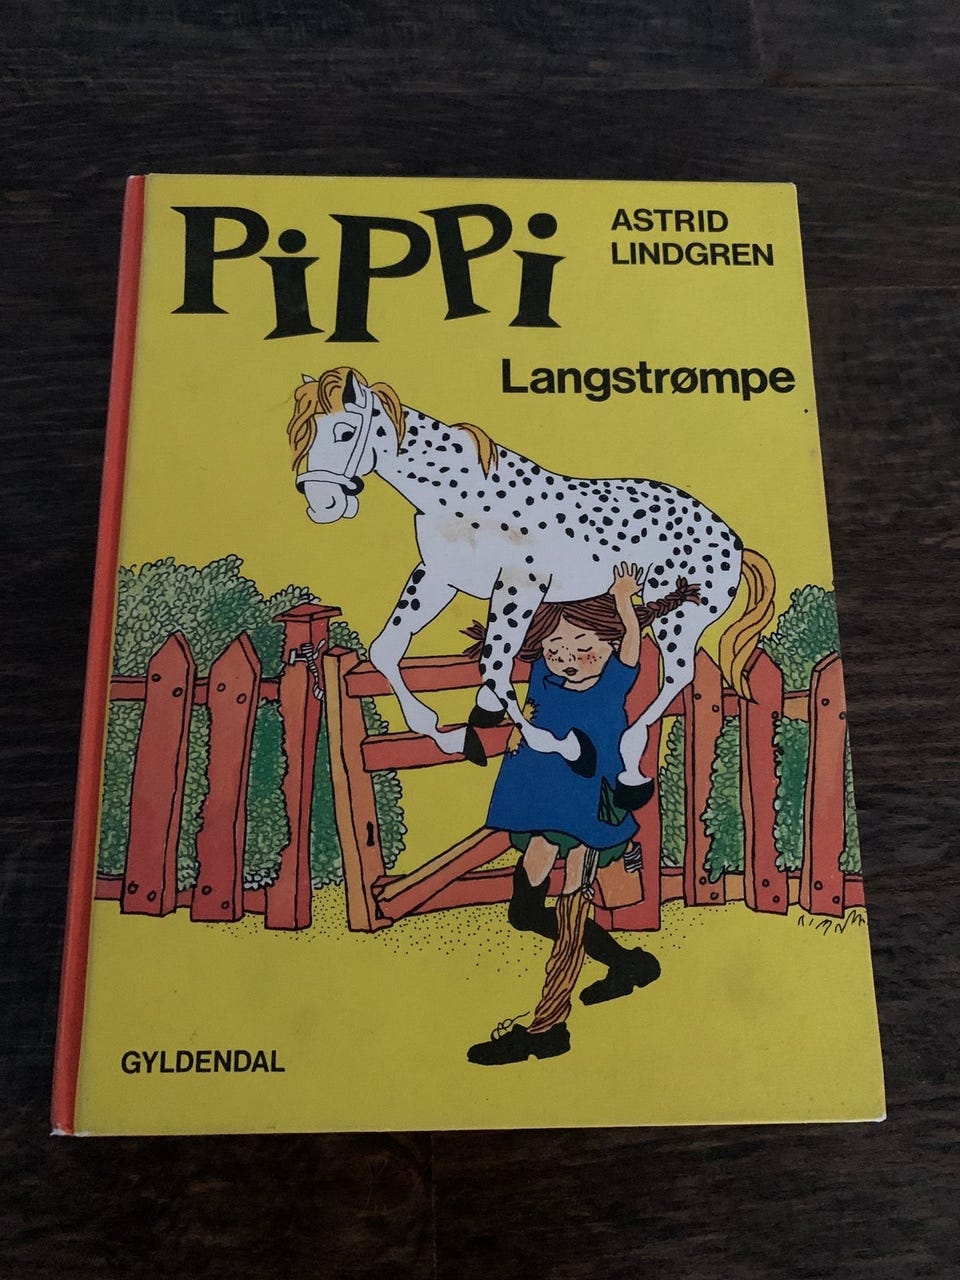 PiPPi
ASTRID
LINDGREN
Langstrømpe
GYLDENDAL